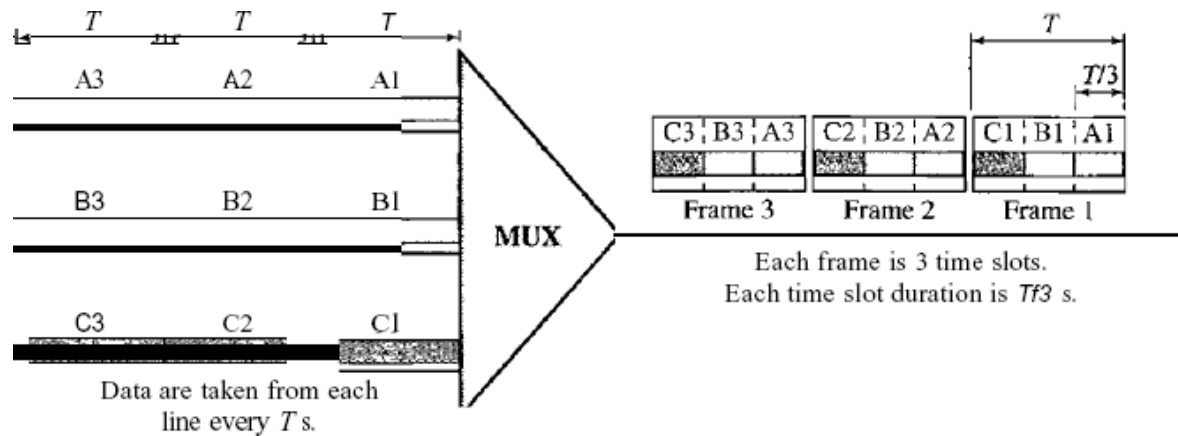 T T T
T
A3 A2 A1
T/3
C3 B3 A3 C2 B2 A2 C1 B1 A1
B3 B2 B1
Frame 3 Frame 2 Frame 1
MUX
Each frame is 3 time slots.
Each time slot duration is Tf3 s.
C3 C2 C1
Data are taken from each
line every T s.